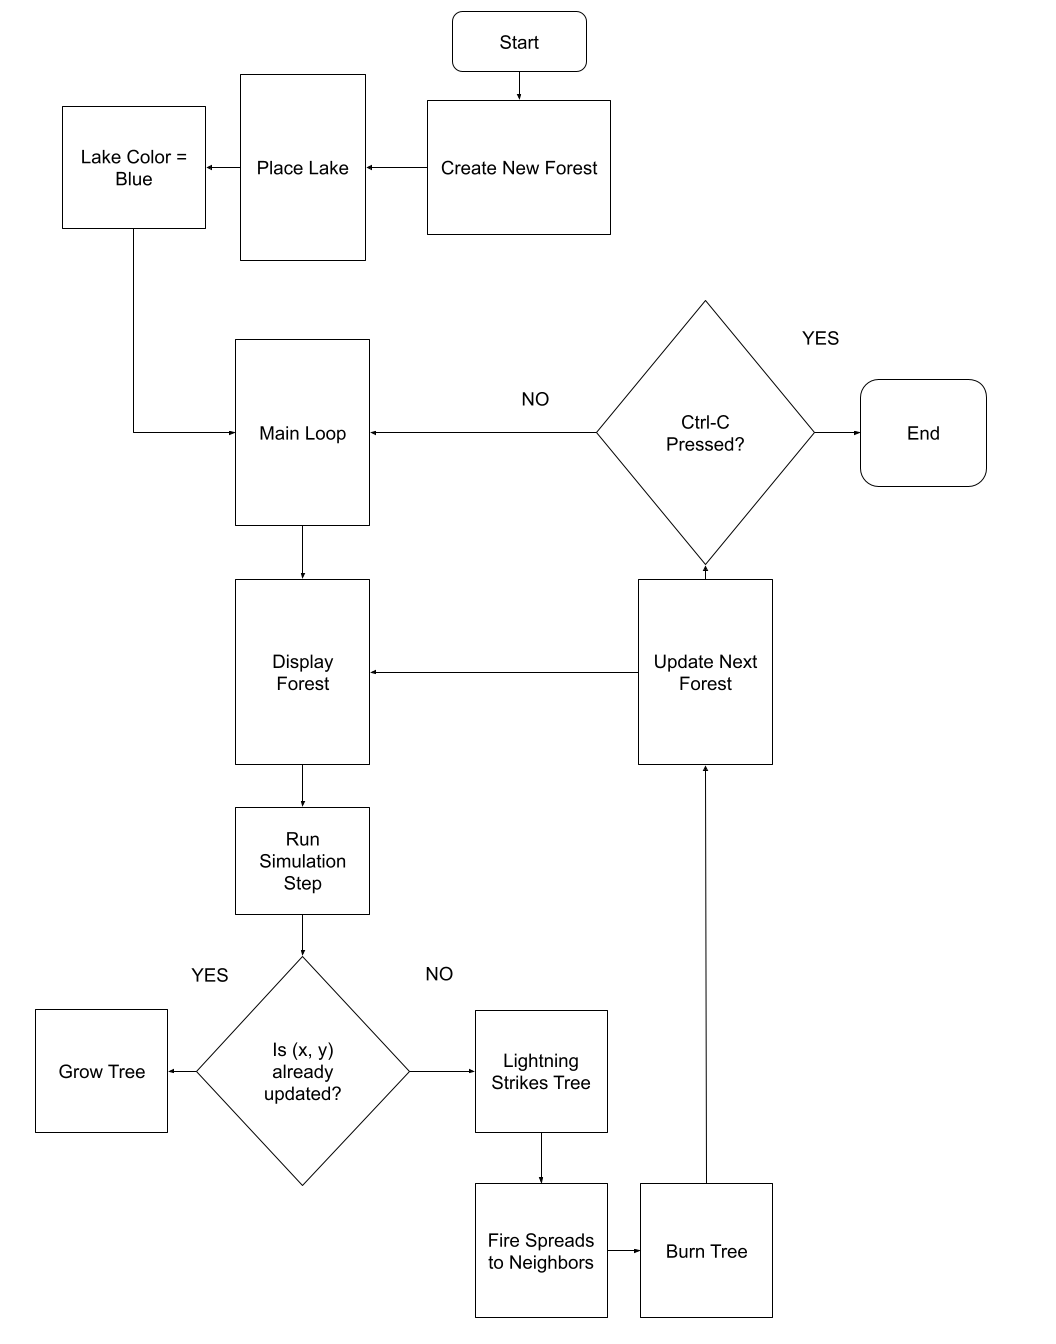 Start
Create New Forest
Place Lake
Lake Color =
Blue
Main Loop
NO
Ctrl-C
Pressed?
YES
End
Display
Forest
Update Next
Forest
Run
Simulation
Step
YES
NO
Is (x, y)
already
updated?
Grow Tree
Lightning
Strikes Tree
Fire Spreads
to Neighbors
Burn Tree